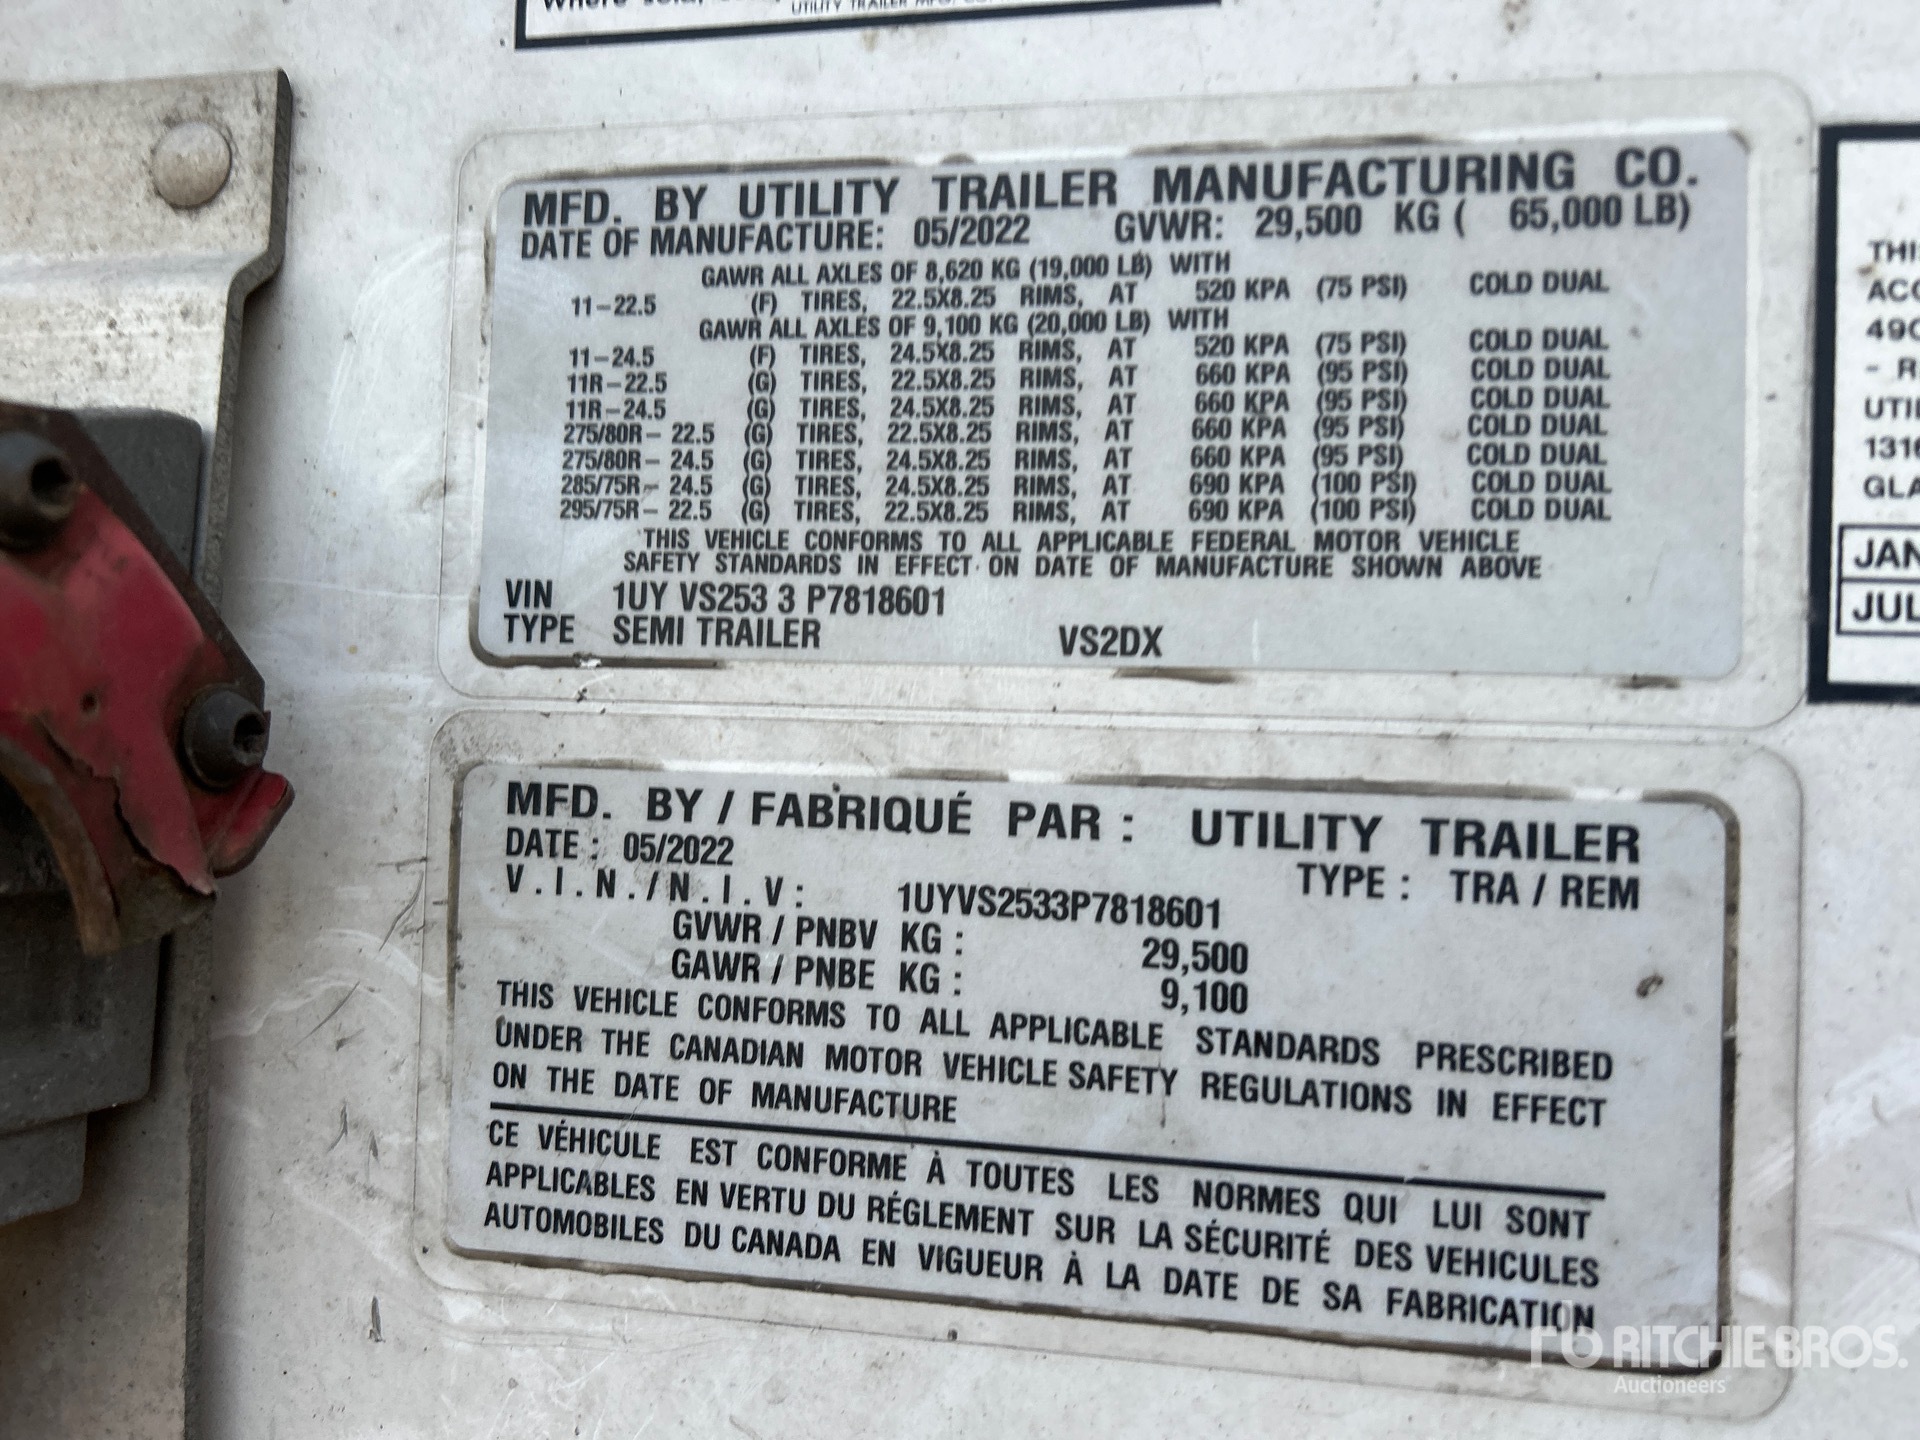 UTILITY TRAILER MFG.
MFD. BY UTILITY TRAILER MANUFACTURING CO.
DATE OF MANUFACTURE: 05/2022 GVWR: 29,500 KG ( 65,000 LB)
GAWR ALL AXLES OF 8,620 KG (19,000 LB) WITH
11-22.5 (F) TIRES, 22.5X8.25 RIMS, AT 520 KPA (75 PSI) COLD DUAL
GAWR ALL AXLES OF 9,100 KG (20,000 LB) WITH
11-24.5 (F) TIRES, 24.5X8.25 RIMS, AT 520 KPA (75 PSI) COLD DUAL
11R-22.5 (G) TIRES, 22.5X8.25 RIMS, AT 660 KPA (95 PSI) COLD DUAL
11R-24.5 (G) TIRES, 24.5X8.25 RIMS, AT 660 KPA (95 PSI) COLD DUAL
275/80R- 22.5 (G) TIRES, 22.5X8.25 RIMS, AT 660 KPA (95 PSI) COLD DUAL
275/80R- 24.5 (G) TIRES, 24.5X8.25 RIMS, AT 660 KPA (95 PSI) COLD DUAL
285/75R- 24.5 (G) TIRES, 24.5X8.25 RIMS, AT 690 KPA (100 PSI) COLD DUAL
295/75R- 22.5 (G) TIRES, 22.5X8.25 RIMS, AT 690 KPA (100 PSI) COLD DUAL
THIS VEHICLE CONFORMS TO ALL APPLICABLE FEDERAL MOTOR VEHICLE
SAFETY STANDARDS IN EFFECT ON DATE OF MANUFACTURE SHOWN ABOVE
VIN 1UY VS253 3 P7818601
TYPE SEMI TRAILER VS2DX
MFD. BY / FABRIQUÉ PAR : UTILITY TRAILER
DATE : 05/2022 TYPE : TRA / REM
V.I.N./N.I.V: 1UYVS2533P7818601
GVWR / PNBV KG : 29,500
GAWR / PNBE KG : 9,100
THIS VEHICLE CONFORMS TO ALL APPLICABLE STANDARDS PRESCRIBED
UNDER THE CANADIAN MOTOR VEHICLE SAFETY REGULATIONS IN EFFECT
ON THE DATE OF MANUFACTURE
CE VÉHICULE EST CONFORME À TOUTES LES NORMES QUI LUI SONT
APPLICABLES EN VERTU DU RÉGLEMENT SUR LA SÉCURITÉ DES VEHICULES
AUTOMOBILES DU CANADA EN VIGUEUR À LA DATE DE SA FABRICATION
THI
ACC
490
- R
UTI
131
GLA
JAN
JUL
RITCHIE BROS.
Auctioneers